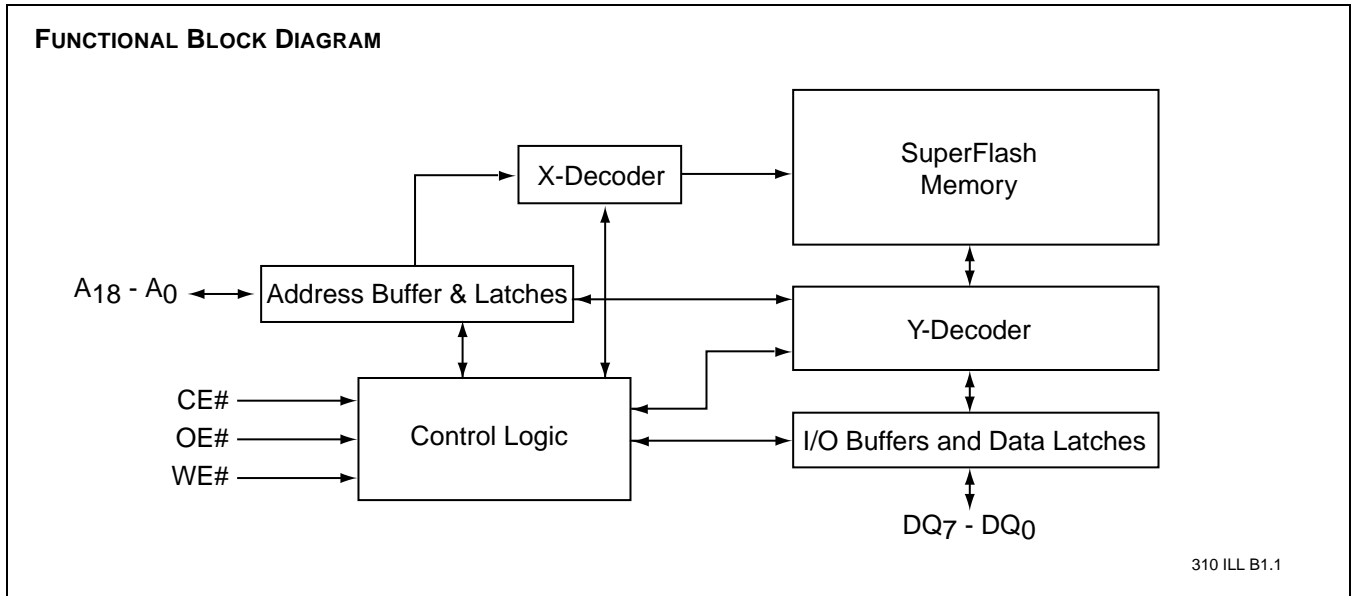 FUNCTIONAL BLOCK DIAGRAM
SuperFlash
Memory
X-Decoder
A18 - A0
Address Buffer & Latches
Y-Decoder
CE#
OE#
WE#
Control Logic
I/O Buffers and Data Latches
DQ7 - DQ0
310 ILL B1.1